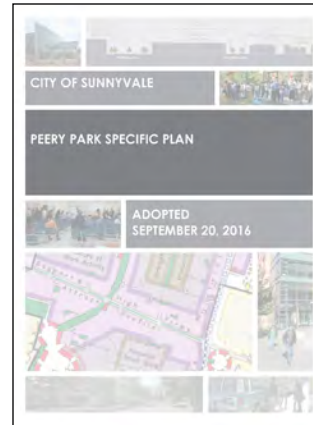 CITY OF SUNNYVALE
PEERY PARK SPECIFIC PLAN
ADOPTED
SEPTEMBER 20, 2016